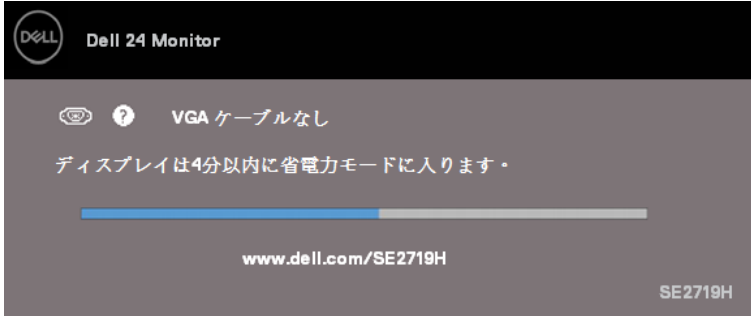 DELL
Dell 24 Monitor
? VGA ケーブルなし
ディスプレイは4分以内に省電力モードに入ります。
www.dell.com/SE2719H
SE2719H